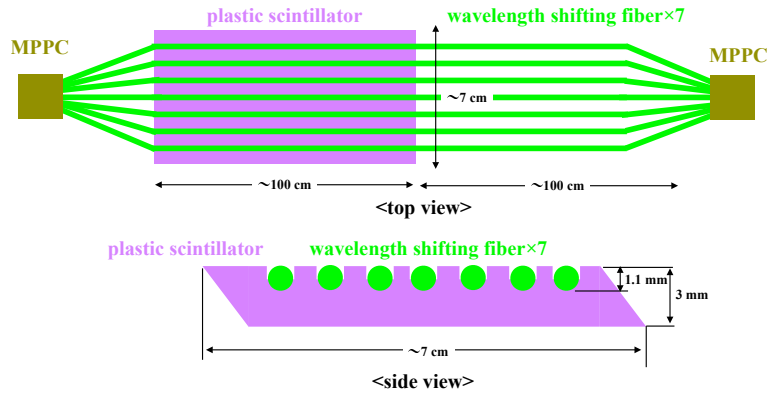 plastic scintillator wavelength shifting fiber×7
MPPC
MPPC
~7 cm
~100 cm
~100 cm
<top view>
plastic scintillator wavelength shifting fiber×7
1.1 mm
3 mm
~7 cm
<side view>